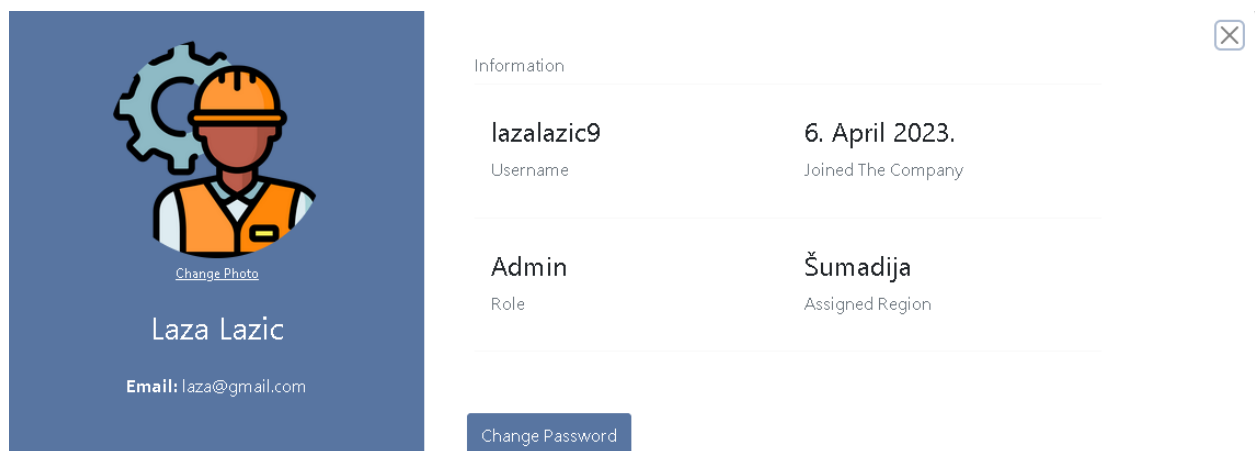 Change Photo
Laza Lazic
Email: laza@gmail.com
Information
lazalazic9
Username
6. April 2023.
Joined The Company
Admin
Role
Šumadija
Assigned Region
Change Password